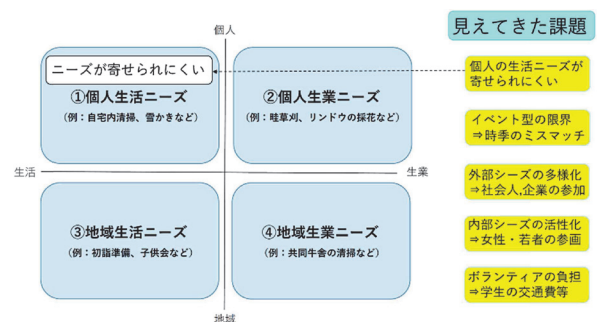 個人
見えてきた課題
ニーズが寄せられにくい
①個人生活ニーズ
(例：自宅内清掃、雪かきなど)
②個人生業ニーズ
(例：畦草刈、リンドウの採花など)
個人の生活ニーズが
寄せられにくい
イベント型の限界
⇒時季のミスマッチ
生活
生業
外部シーズの多様化
⇒社会人,企業の参加
③地域生活ニーズ
(例：初詣準備、子供会など)
④地域生業ニーズ
(例：共同牛舎の清掃など)
内部シーズの活性化
⇒女性・若者の参画
ボランティアの負担
⇒学生の交通費等
地域